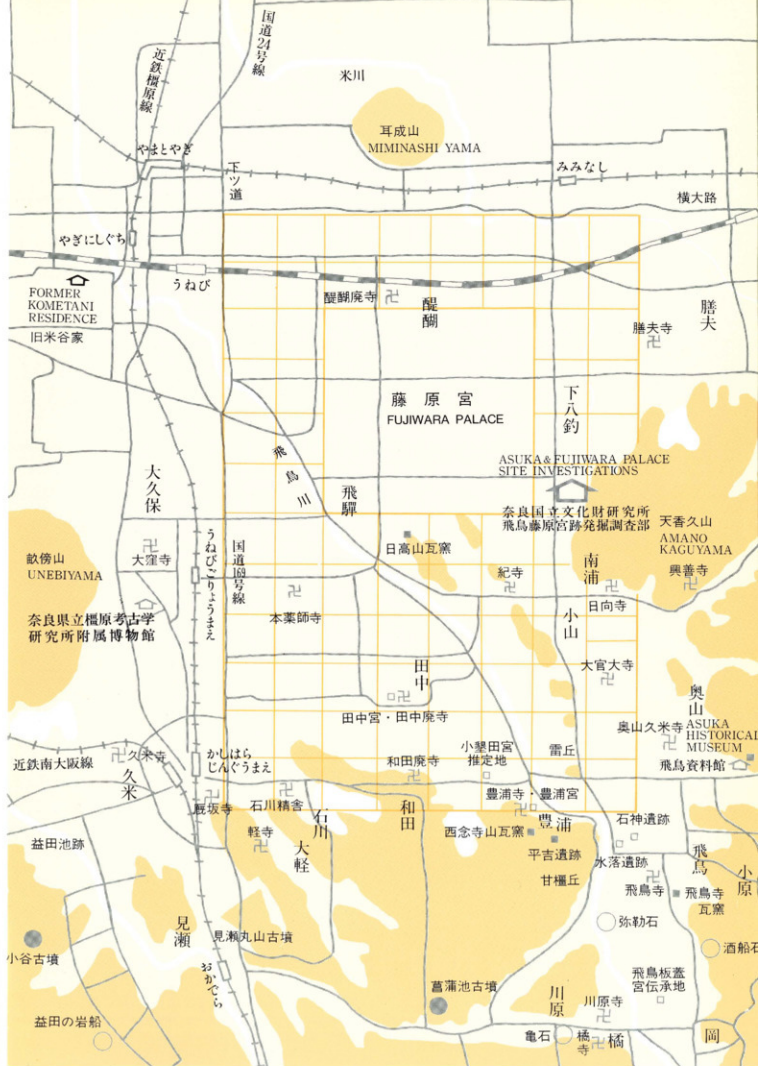 国道24号線
近鉄橿原線
米川
耳成山
MIMINASHI YAMA
やまとやぎ
下ツ道
みみなし
横大路
やぎにしぐち
うねび
FORMER
KOMETANI
RESIDENCE
旧米谷家
醍醐廃寺
醍醐
膳夫
膳夫寺
藤原宮
FUJIWARA PALACE
下八釣
飛鳥川
飛騨
ASUKA & FUJIWARA PALACE
SITE INVESTIGATIONS
奈良国立文化財研究所
飛鳥藤原宮跡発掘調査部
天香久山
AMANO
KAGUYAMA
興善寺
大久保
大窪寺
畝傍山
UNEBIYAMA
奈良県立橿原考古学
研究所附属博物館
うねびごりょうまえ
国道169号線
日高山瓦窯
紀寺
南浦
日向寺
小山
本薬師寺
大官大寺
田中
田中宮・田中廃寺
奥山
奥山久米寺
ASUKA
HISTORICAL
MUSEUM
飛鳥資料館
近鉄南大阪線
久米寺
久米
かしはら
じんぐうまえ
和田廃寺
小墾田宮
推定地
雷丘
厩坂寺
石川精舎
石川
軽寺
大軽
和田
豊浦寺・豊浦宮
豊浦
西念寺山瓦窯
平吉遺跡
甘橿丘
石神遺跡
水落遺跡
飛鳥
飛鳥寺
飛鳥寺
瓦窯
小原
益田池跡
見瀬
見瀬丸山古墳
小谷古墳
おかでら
弥勒石
酒船石
飛鳥板蓋
宮伝承地
菖蒲池古墳
川原
川原寺
益田の岩船
亀石
橘寺
橘
岡